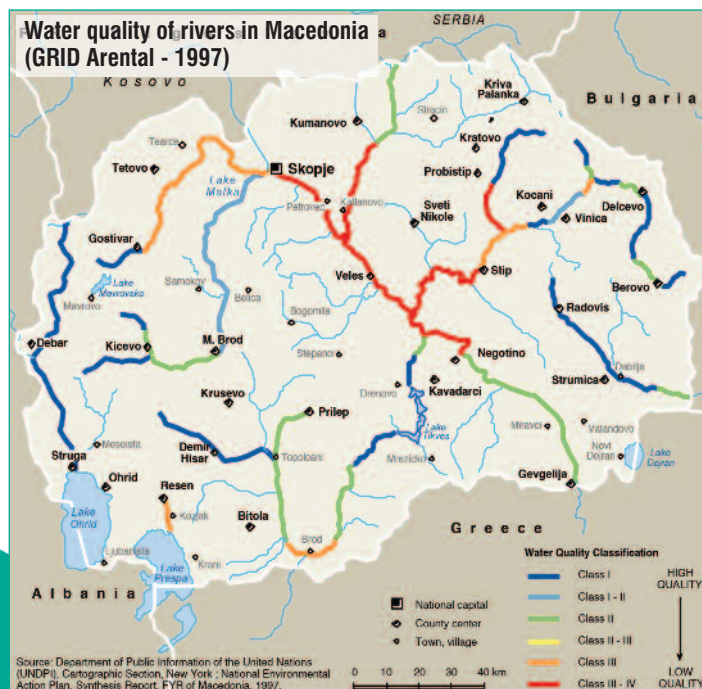 Water quality of rivers in Macedonia
(GRID Arental - 1997)
SERBIA
Kosovo
Bulgaria
Kriva
Palanka
Stracin
Kumanovo
Kratovo
Tearce
Tetovo
Skopje
Lake
Matka
Probistip
Petrovec
Katlanovo
Kocani
Delcevo
Sveti
Nikole
Vinica
Gostivar
Stip
Veles
Berovo
Lake
Mavrovsko
Samokov
Belica
Mavrovo
Radovis
Bogomila
Debar
Kicevo
M. Brod
Stepanci
Negotino
Strumica
Dabilja
Krusevo
Drenovo
Kavadarci
Prilep
Lake
Tikves
Miravci
Valandovo
Meseista
Demir
Hisar
Topolcani
Mrezicko
Novi
Dojran
Lake
Dojran
Struga
Ohrid
Resen
Gevgelija
Kozjak
Bitola
Lake
Ohrid
Brod
Greece
Ljubanista
Lake
Prespa
Krani
Albania
Water Quality Classification
Class I
HIGH
QUALITY
Class I - II
Class II
Class II - III
Class III
Class III - IV
LOW
QUALITY
National capital
County center
Town, village
0 10 20 30 40 km
Source: Department of Public Information of the United Nations
(UNDPI), Cartographic Section, New York ; National Environmental
Action Plan, Synthesis Report, FYR of Macedonia, 1997.